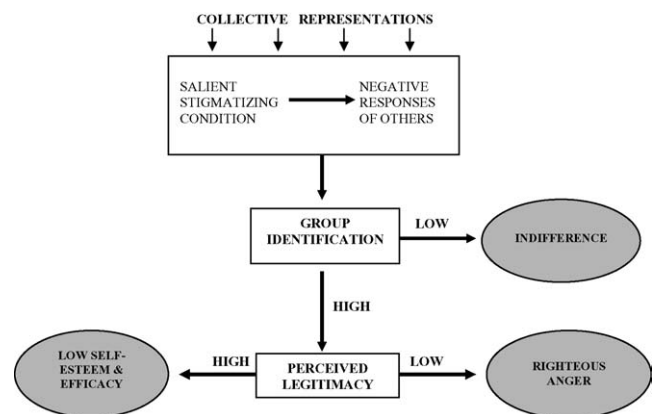 COLLECTIVE REPRESENTATIONS
SALIENT
STIGMATIZING
CONDITION
NEGATIVE
RESPONSES
OF OTHERS
GROUP
IDENTIFICATION
LOW
INDIFFERENCE
HIGH
LOW SELF-
ESTEEM &
EFFICACY
HIGH
PERCEIVED
LEGITIMACY
LOW
RIGHTEOUS
ANGER